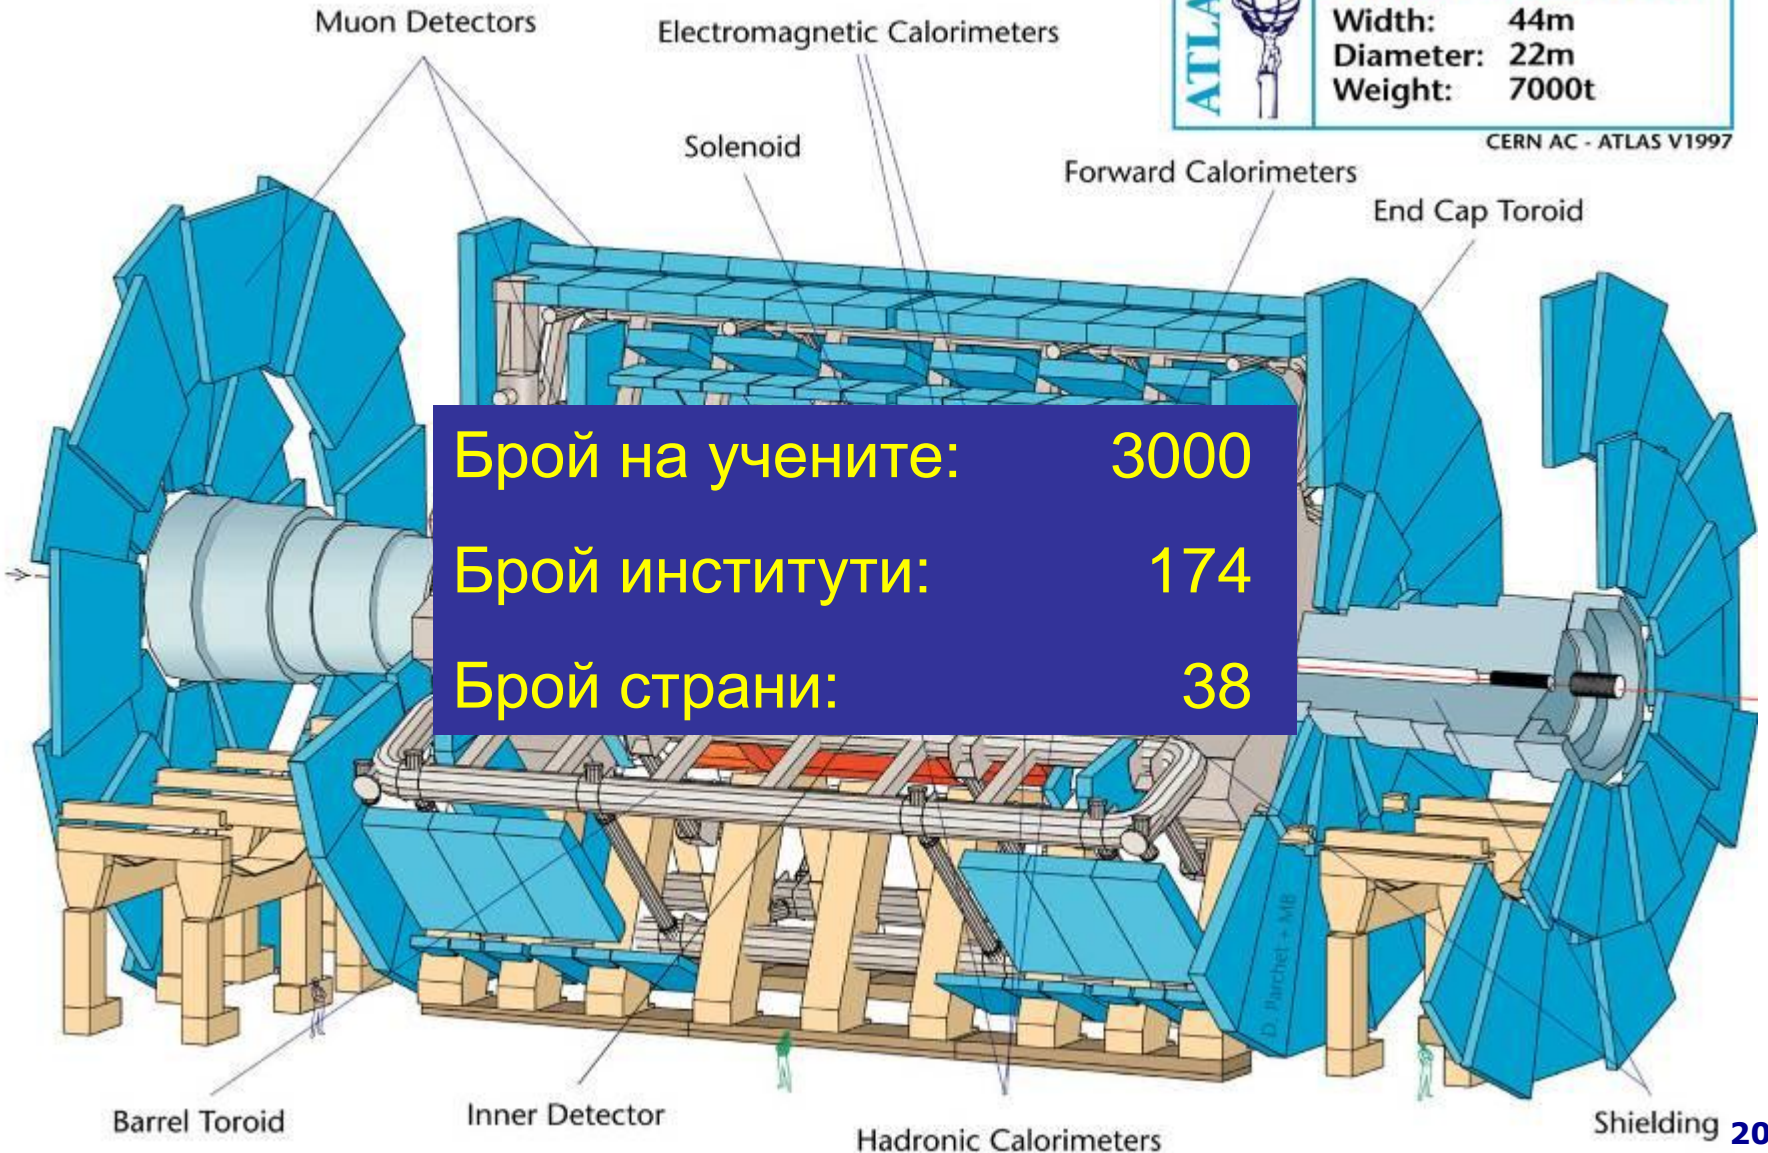 Muon Detectors
Electromagnetic Calorimeters
Width: 44m
Diameter: 22m
Weight: 7000t
CERN AC - ATLAS V1997
Solenoid
Forward Calorimeters
End Cap Toroid
Брой на учените: 3000
Брой институти: 174
Брой страни: 38
D. Parchet + MB
Barrel Toroid
Inner Detector
Hadronic Calorimeters
Shielding
20